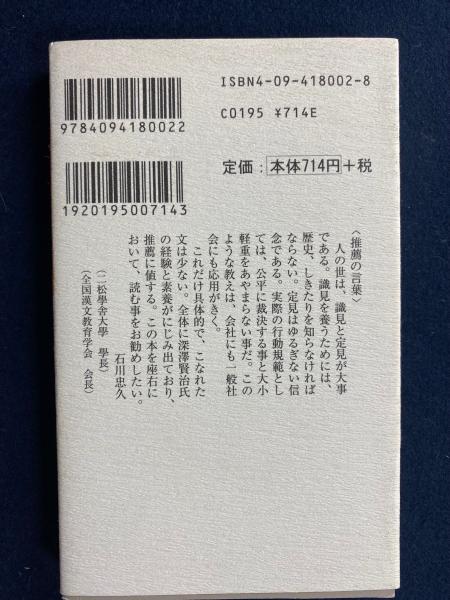 ISBN4-09-418002-8
C0195 ¥714E
9784094180022
定価：本体714円+税
1920195007143
〈推薦の言葉〉
人の世は、識見と定見が大事
である。識見を養うためには、
歴史、しきたりを知らなければ
ならない。定見はゆるぎない信
念である。実際の行動規範とし
ては、公平に裁決する事と大小
軽重をあやまらない事だ。この
ような教えは、会社にも一般社
会にも応用がきく。
これだけ具体的で、こなれた
文は少ない。全体に深澤賢治氏
の経験と素養がにじみ出ており、
推薦に値する。この本を座右に
おいて、読む事をお勧めしたい。
石川忠久
（二松學舎大學　學長）
（全国漢文教育学会　会長）